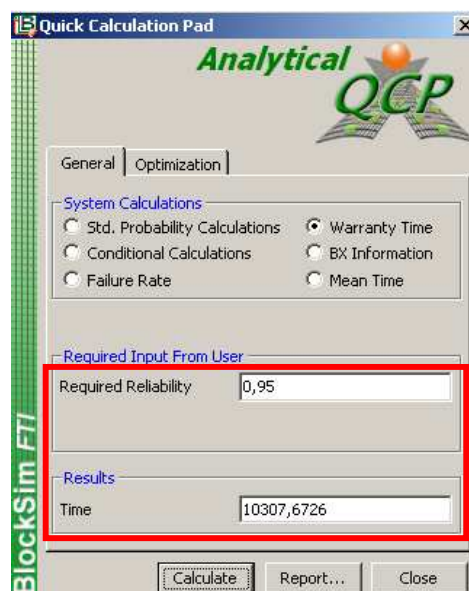 Quick Calculation Pad
Analytical
QCP
General Optimization
System Calculations
Std. Probability Calculations Warranty Time
Conditional Calculations BX Information
Failure Rate Mean Time
Required Input From User
Required Reliability 0,95
Results
Time 10307,6726
BlockSim FTI
Calculate Report... Close